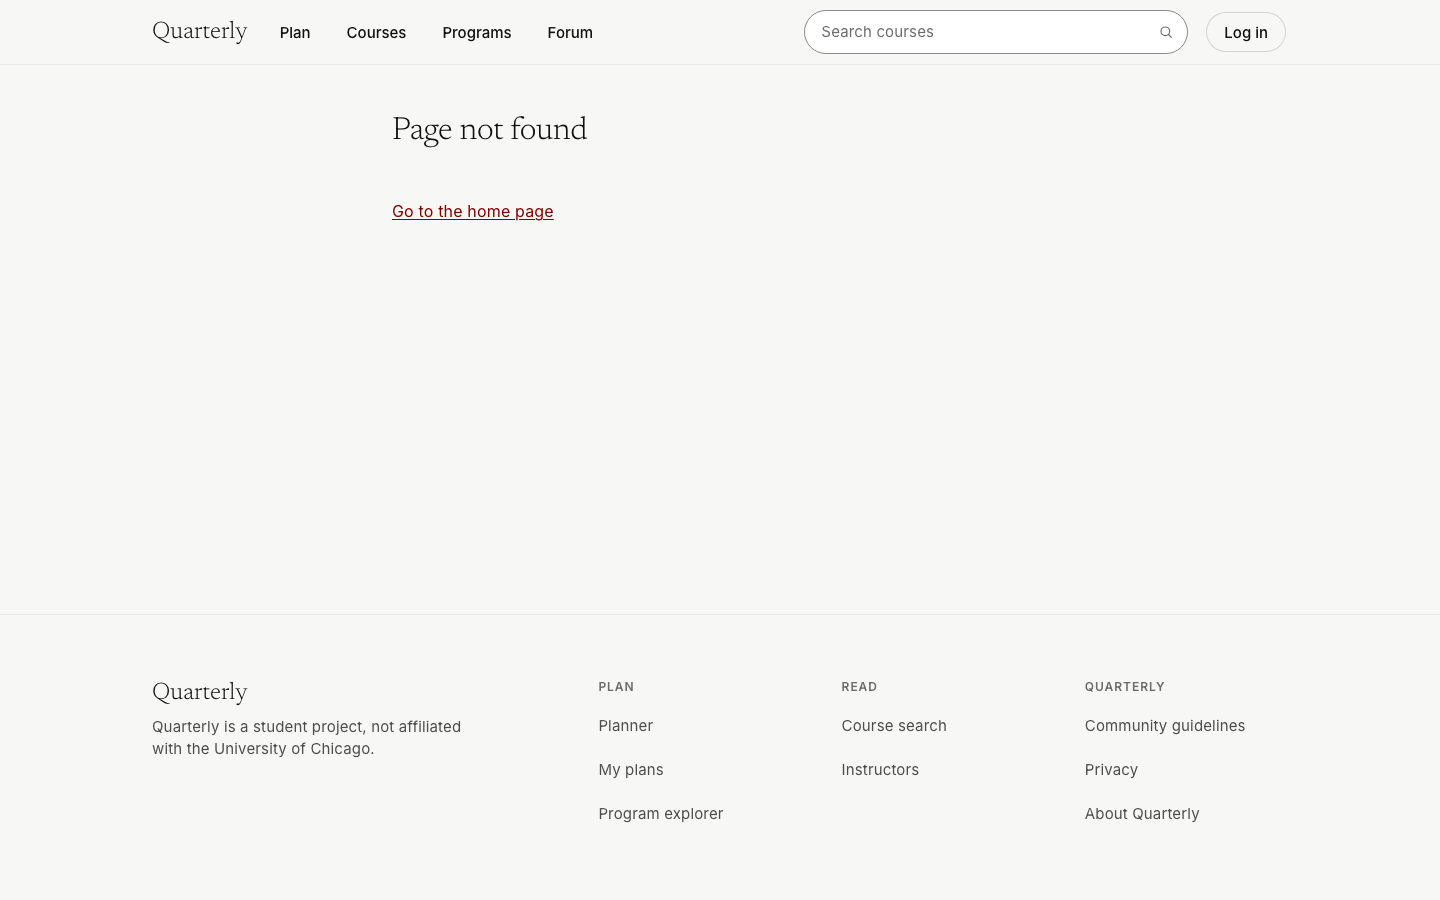 Quarterly
Plan
Courses
Programs
Forum
Search courses
Log in
Page not found
Go to the home page
Quarterly
Quarterly is a student project, not affiliated
with the University of Chicago.
PLAN
Planner
My plans
Program explorer
READ
Course search
Instructors
QUARTERLY
Community guidelines
Privacy
About Quarterly